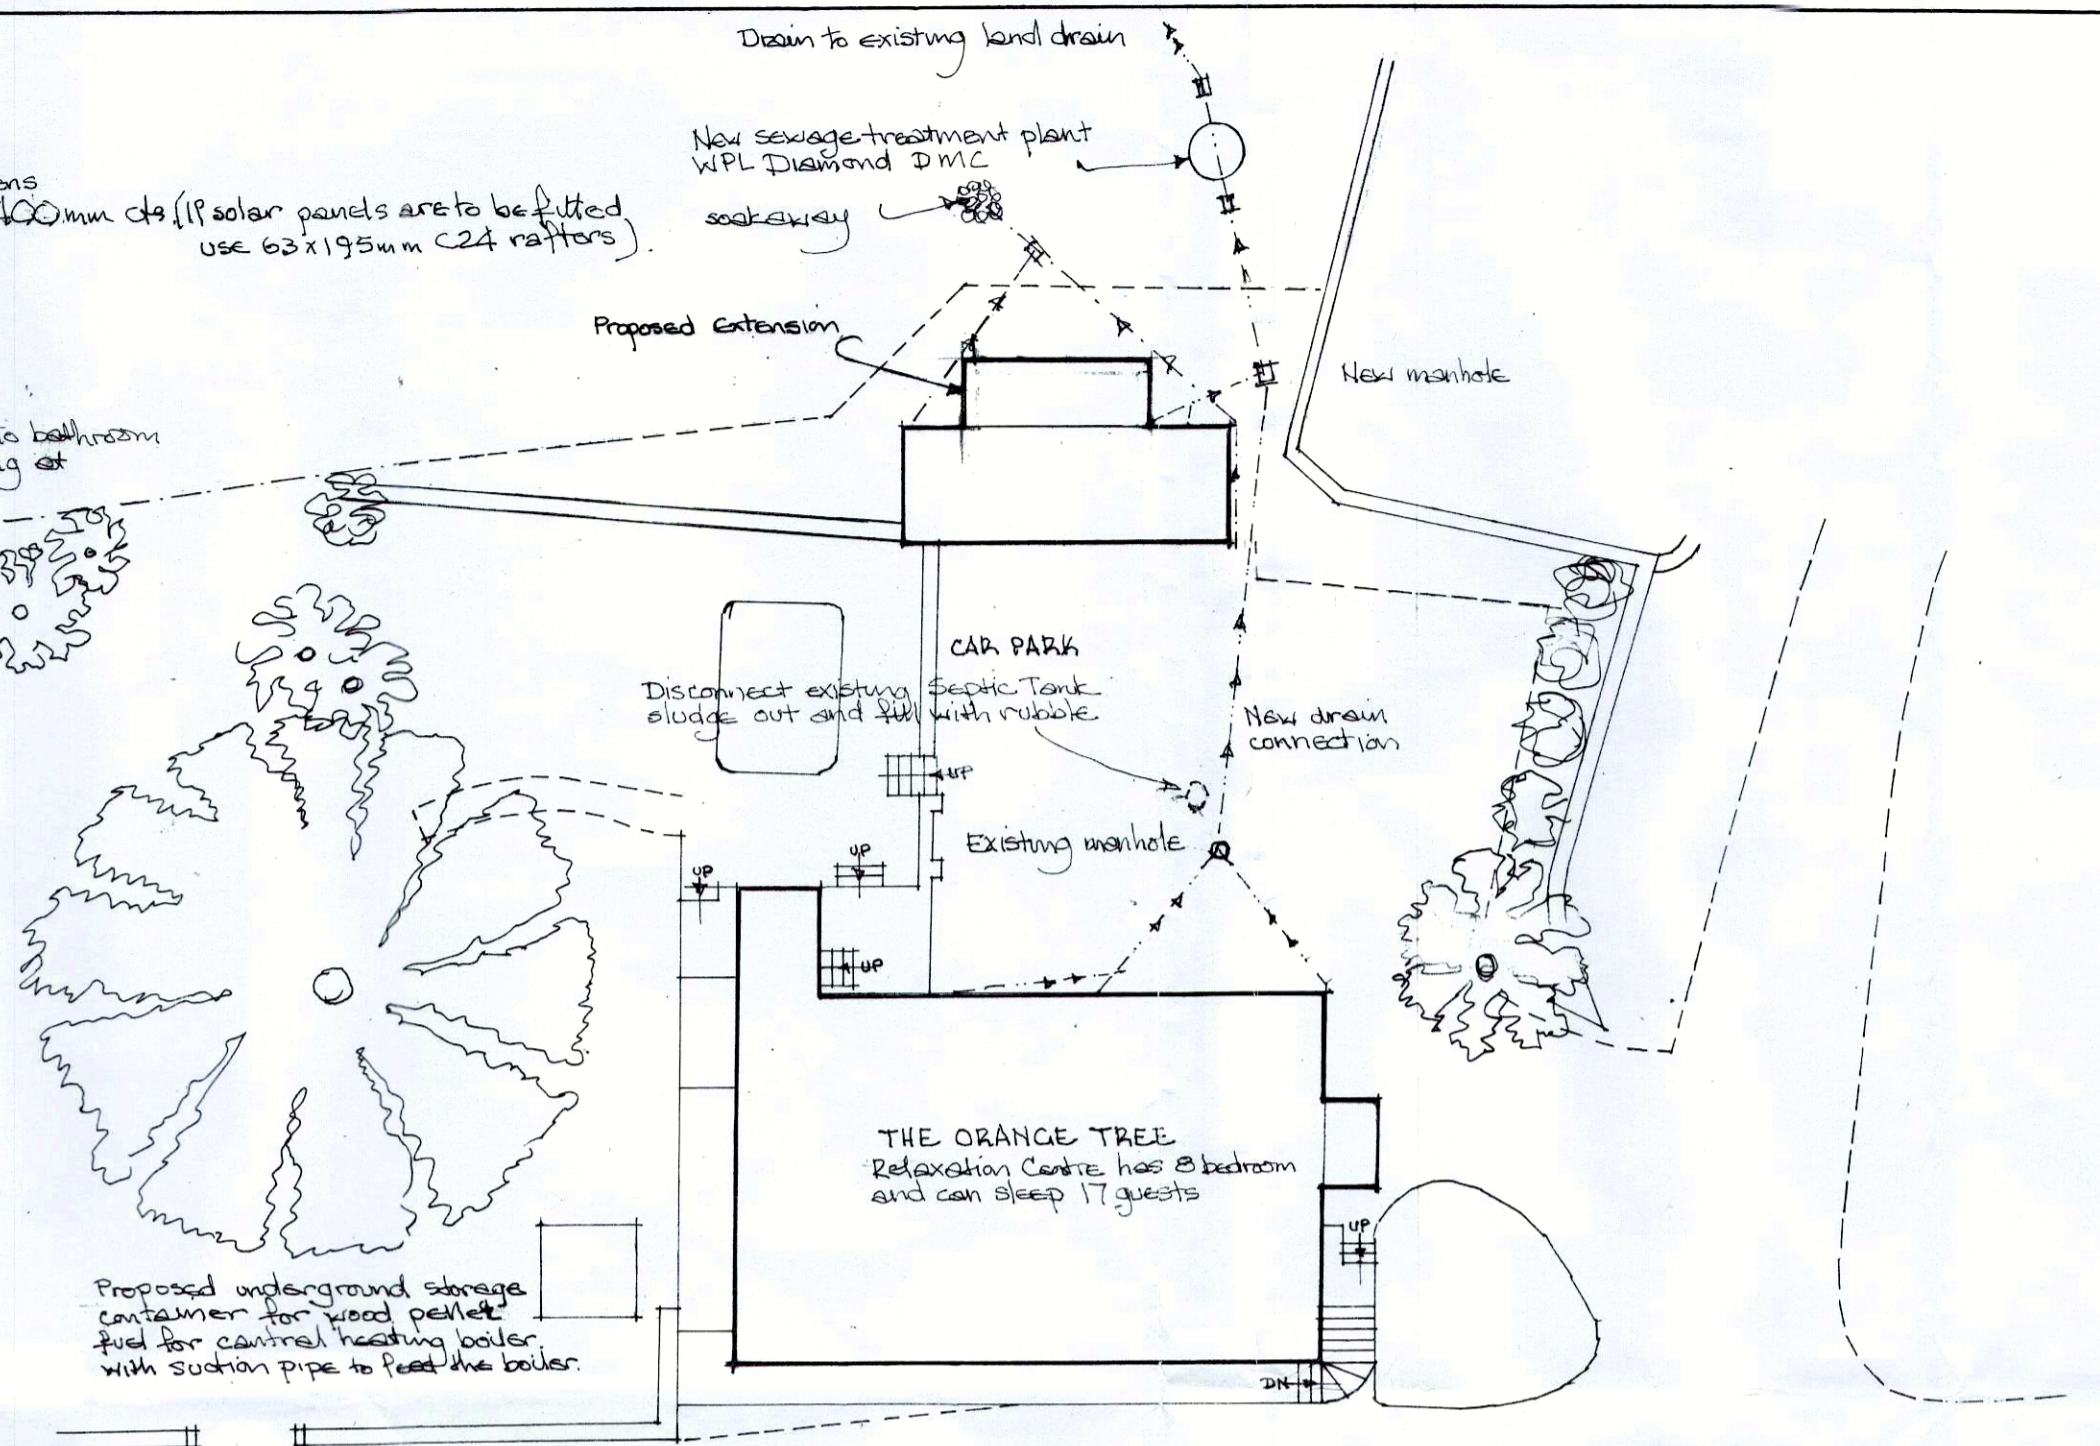 Drain to existing land drain
New sewage treatment plant
WPL Diamond DMC
soakaway
ons
400mm cts (IP solar panels are to be fitted
use 63x195mm C24 rafters).
Proposed Extension
New manhole
to bathroom
g at
CAR PARK
Disconnect existing Septic Tank
sludge out and fill with rubble
New drain
connection
UP
Existing manhole
UP
UP
UP
THE ORANGE TREE
Relaxation Centre has 8 bedroom
and can sleep 17 guests
UP
Proposed underground storage
container for wood pellet
fuel for central heating boiler.
with suction pipe to feed the boiler.
DN